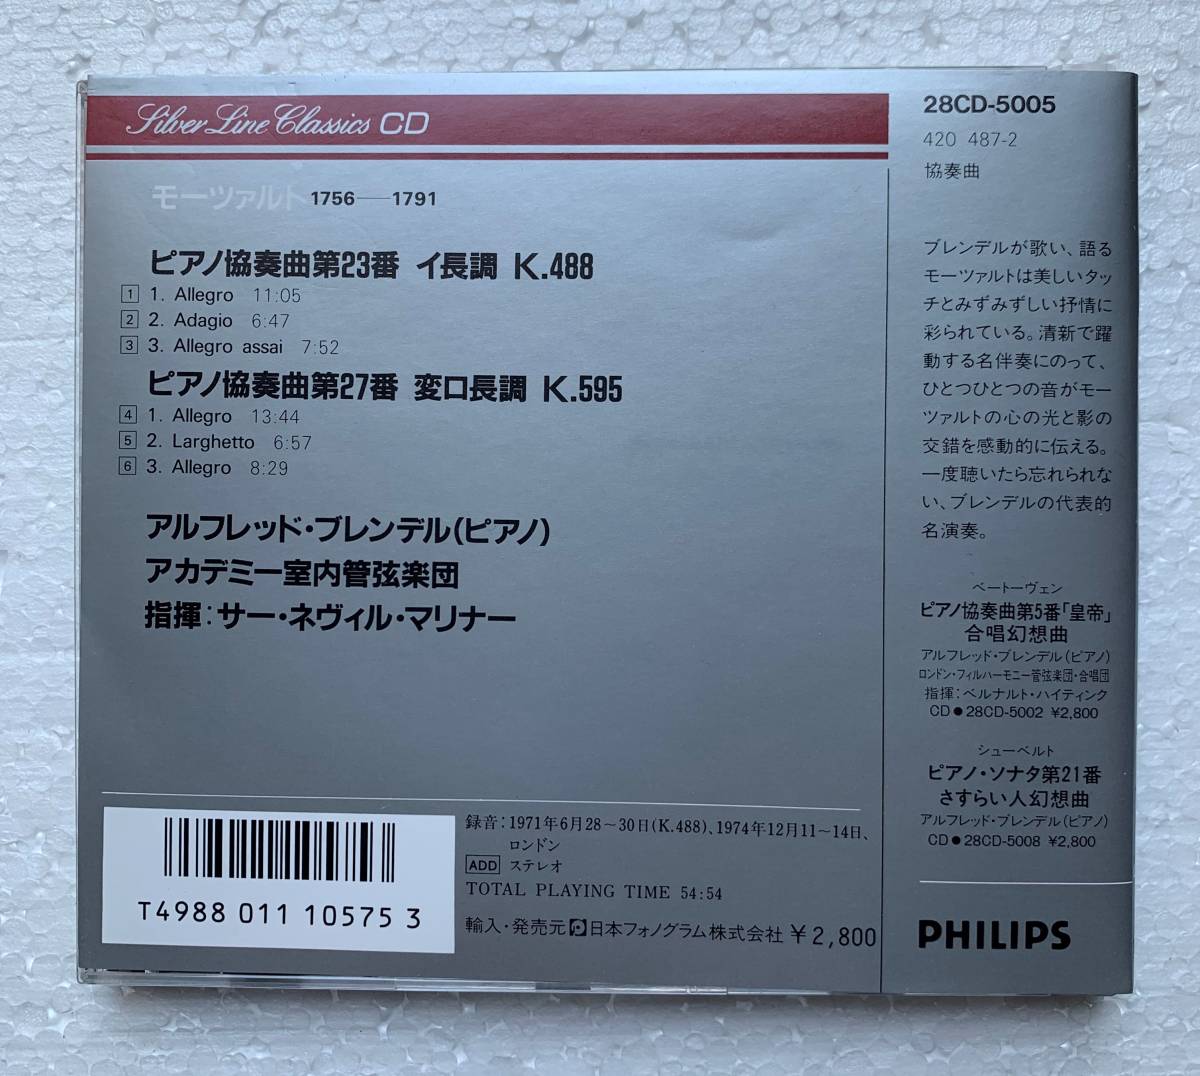 Silver Line Classics CD
モーツァルト 1756—1791
ピアノ協奏曲第23番 イ長調 K.488
1 1. Allegro 11:05
2 2. Adagio 6:47
3 3. Allegro assai 7:52
ピアノ協奏曲第27番 変ロ長調 K.595
4 1. Allegro 13:44
5 2. Larghetto 6:57
6 3. Allegro 8:29
アルフレッド・ブレンデル(ピアノ)
アカデミー室内管弦楽団
指揮:サー・ネヴィル・マリナー
T4988 011 10575 3
録音:1971年6月28~30日(K.488)、1974年12月11~14日、
ロンドン
ADD ステレオ
TOTAL PLAYING TIME 54:54
輸入・発売元 日本フォノグラム株式会社 ¥2,800
28CD-5005
420 487-2
協奏曲
ブレンデルが歌い、語る
モーツァルトは美しいタッ
チとみずみずしい抒情に
彩られている。清新で躍
動する名伴奏にのって、
ひとつひとつの音がモー
ツァルトの心の光と影の
交錯を感動的に伝える。
一度聴いたら忘れられな
い、ブレンデルの代表的
名演奏。
ベートーヴェン
ピアノ協奏曲第5番「皇帝」
合唱幻想曲
アルフレッド・ブレンデル(ピアノ)
ロンドン・フィルハーモニー管弦楽団・合唱団
指揮:ベルナルト・ハイティンク
CD●28CD-5002 ¥2,800
シューベルト
ピアノ・ソナタ第21番
さすらい人幻想曲
アルフレッド・ブレンデル(ピアノ)
CD●28CD-5008 ¥2,800
PHILIPS